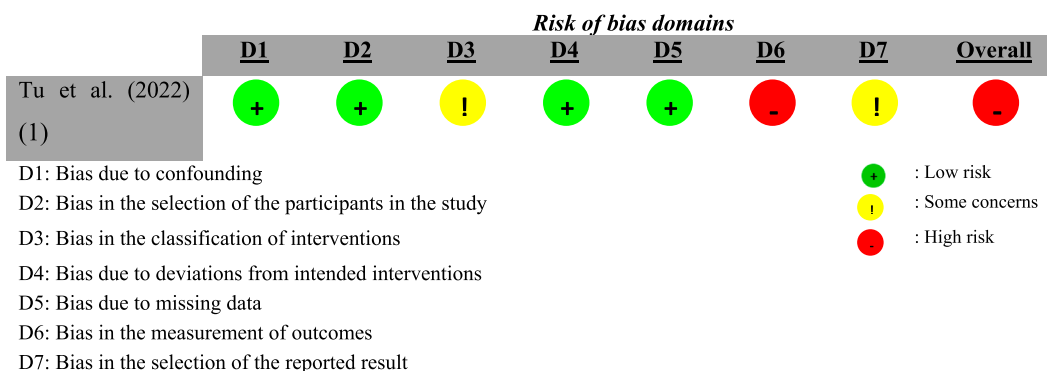 Risk of bias domains
D1 D2 D3 D4 D5 D6 D7 Overall
Tu et al. (2022) + + ! + + - ! -
(1)
D1: Bias due to confounding
+ : Low risk
D2: Bias in the selection of the participants in the study
! : Some concerns
D3: Bias in the classification of interventions
- : High risk
D4: Bias due to deviations from intended interventions
D5: Bias due to missing data
D6: Bias in the measurement of outcomes
D7: Bias in the selection of the reported result